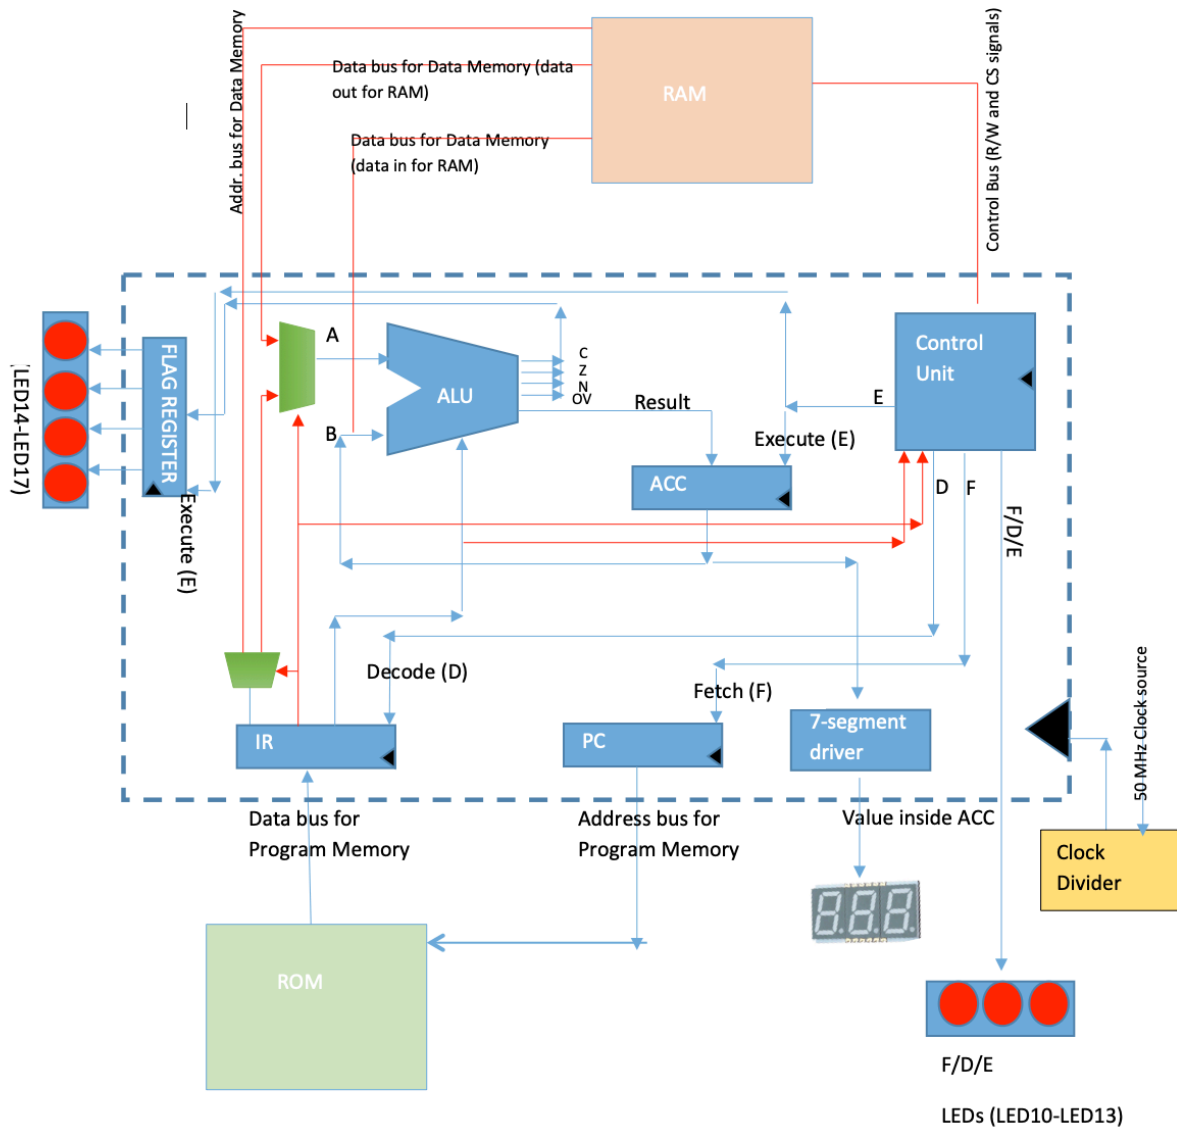 Addr. bus for Data Memory
Data bus for Data Memory (data
out for RAM)
Data bus for Data Memory
(data in for RAM)
RAM
Control Bus (R/W and CS signals)
'LED14-LED17)
FLAG REGISTER
Execute (E)
A
B
ALU
C
Z
N
OV
Result
Execute (E)
ACC
E
Control
Unit
D
F
F/D/E
Decode (D)
Fetch (F)
IR
PC
7-segment
driver
50 MHz Clock source
Data bus for
Program Memory
Address bus for
Program Memory
Value inside ACC
Clock
Divider
888
ROM
F/D/E
LEDs (LED10-LED13)